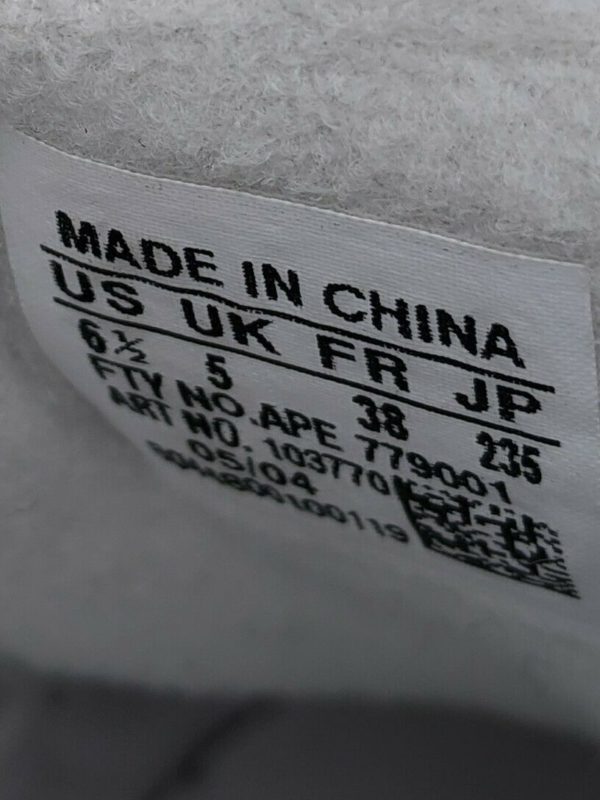 MADE IN CHINA
US UK FR JP
6½ 5 38 235
FTY NO.APE 779001
ART NO. 103770
05/04